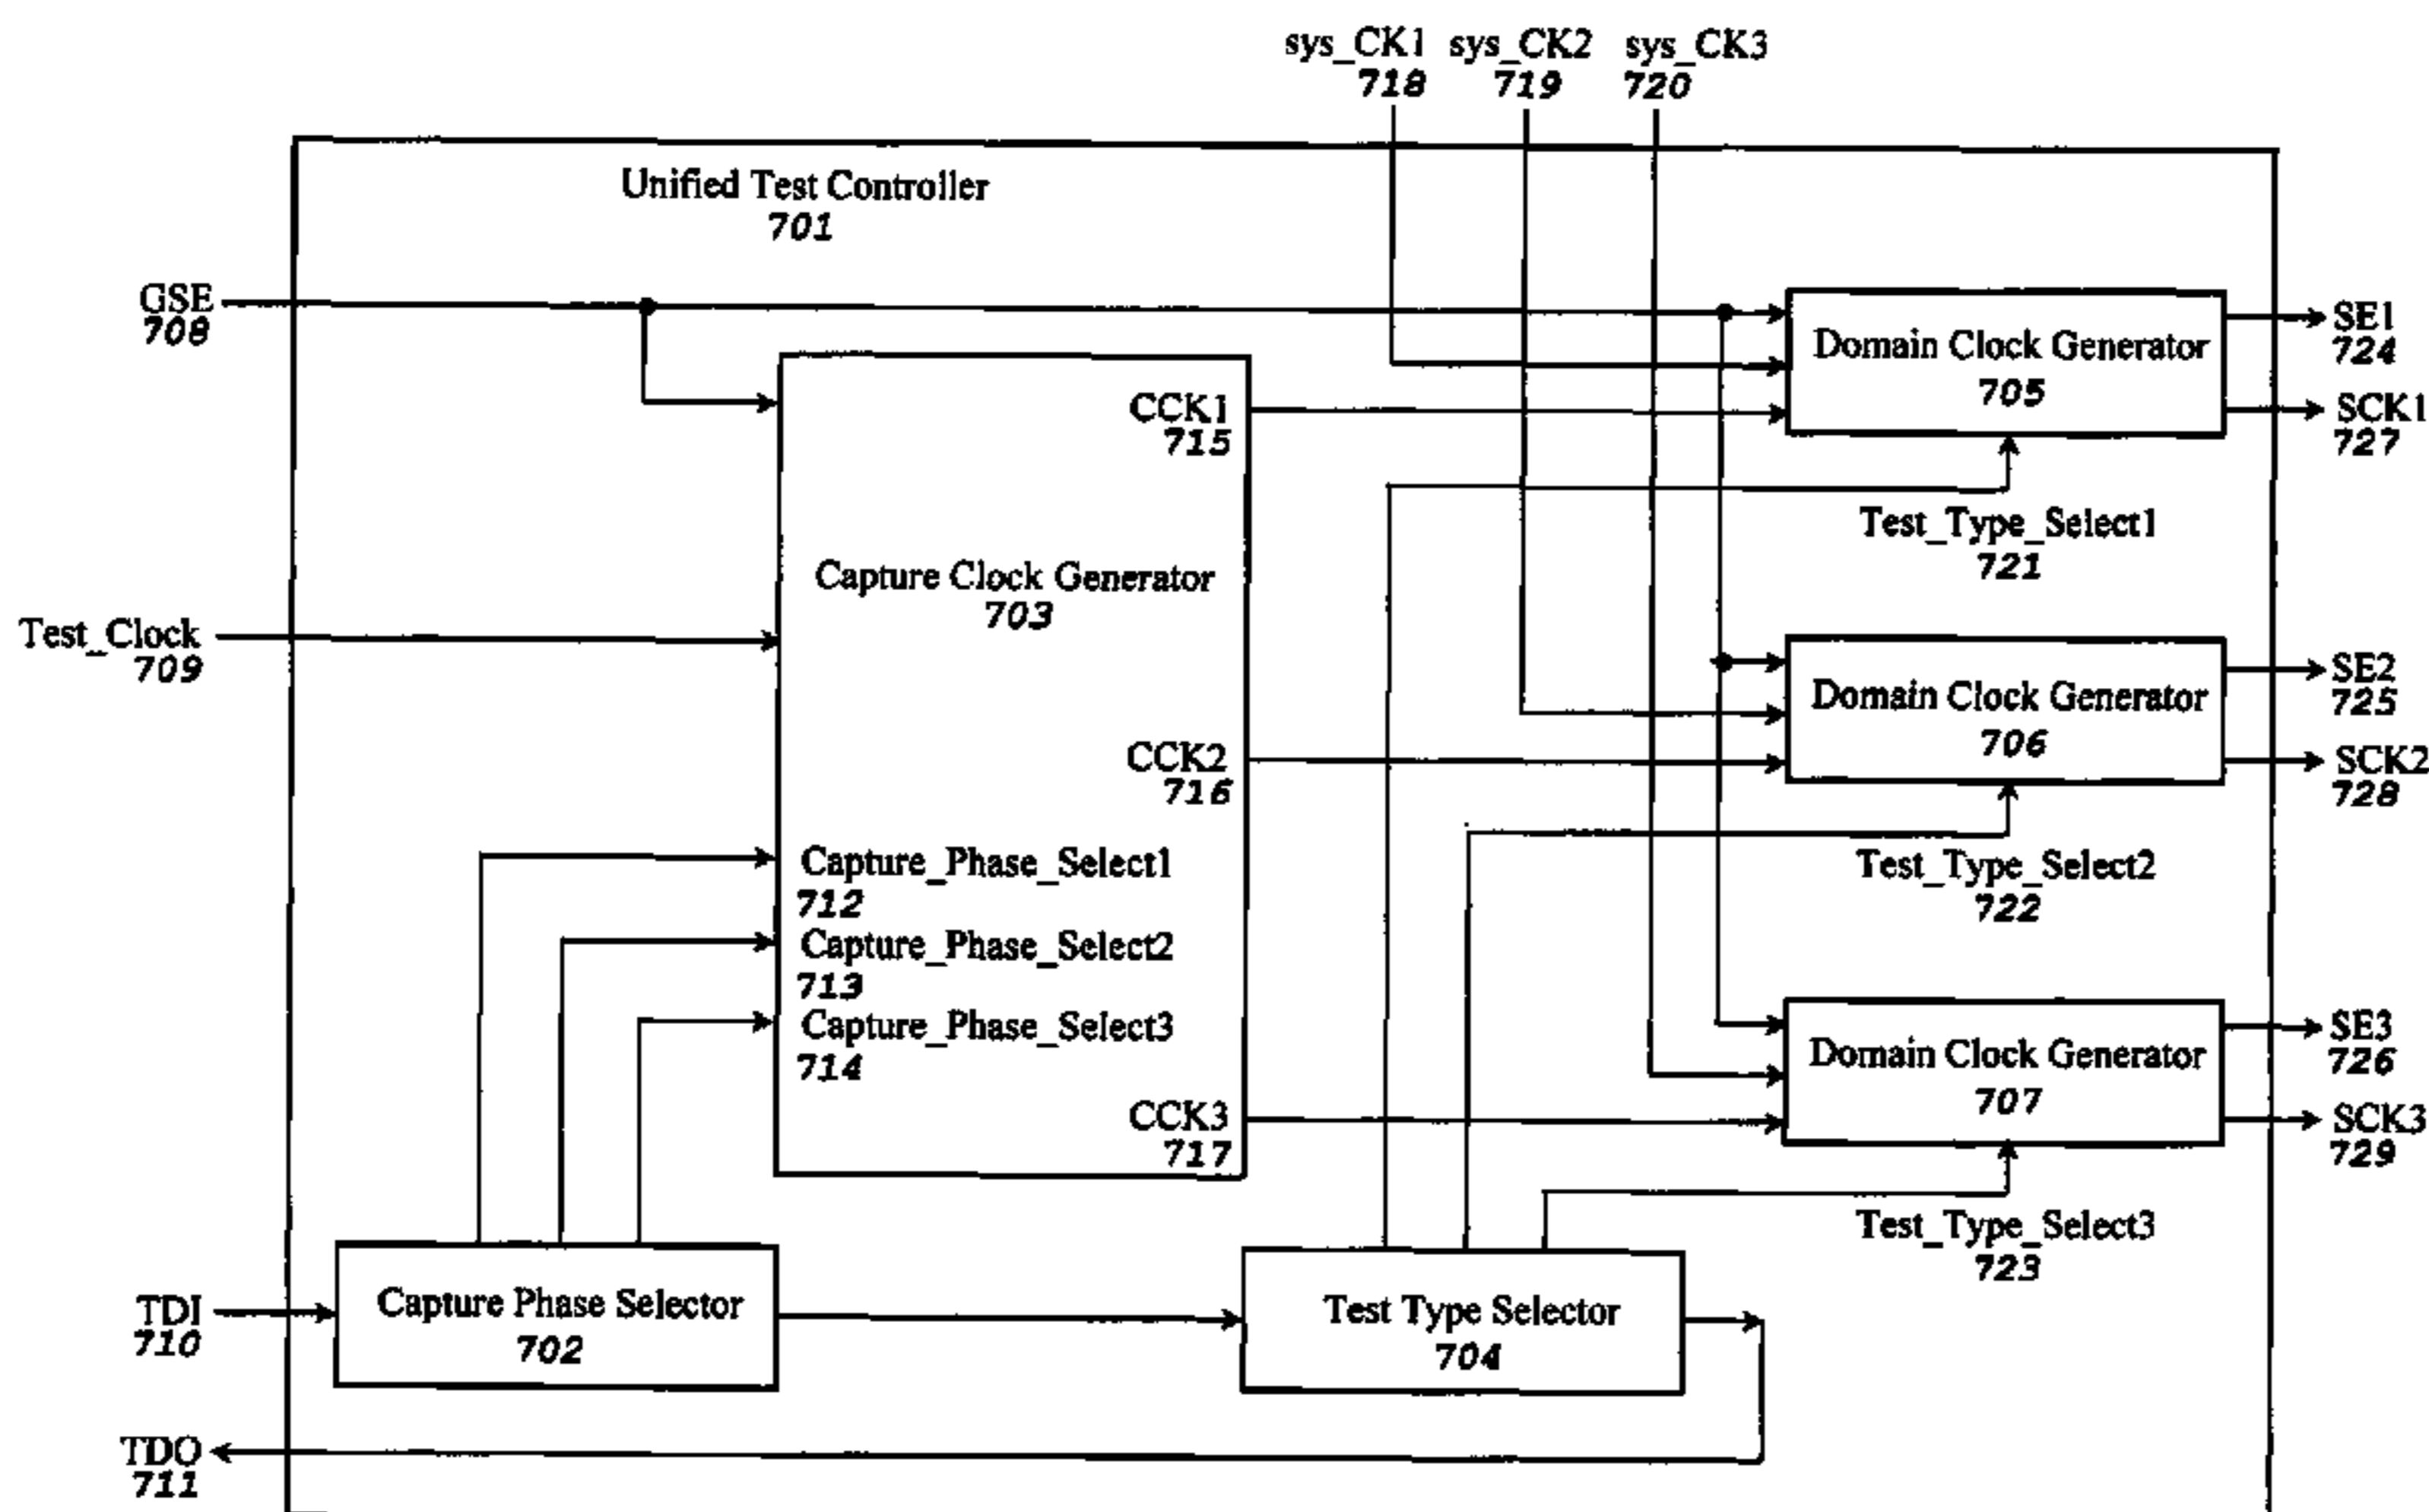 sys_CK1 sys_CK2 sys_CK3
718 719 720
Unified Test Controller
701
GSE
708
Domain Clock Generator
705
SE1
724
SCK1
727
CCK1
715
Test_Type_Select1
721
Capture Clock Generator
703
Test_Clock
709
Domain Clock Generator
706
SE2
725
SCK2
728
CCK2
716
Test_Type_Select2
722
Capture_Phase_Select1
712
Capture_Phase_Select2
713
Capture_Phase_Select3
714
Domain Clock Generator
707
SE3
726
SCK3
729
CCK3
717
Test_Type_Select3
723
TDI
710
Capture Phase Selector
702
Test Type Selector
704
TDO
711